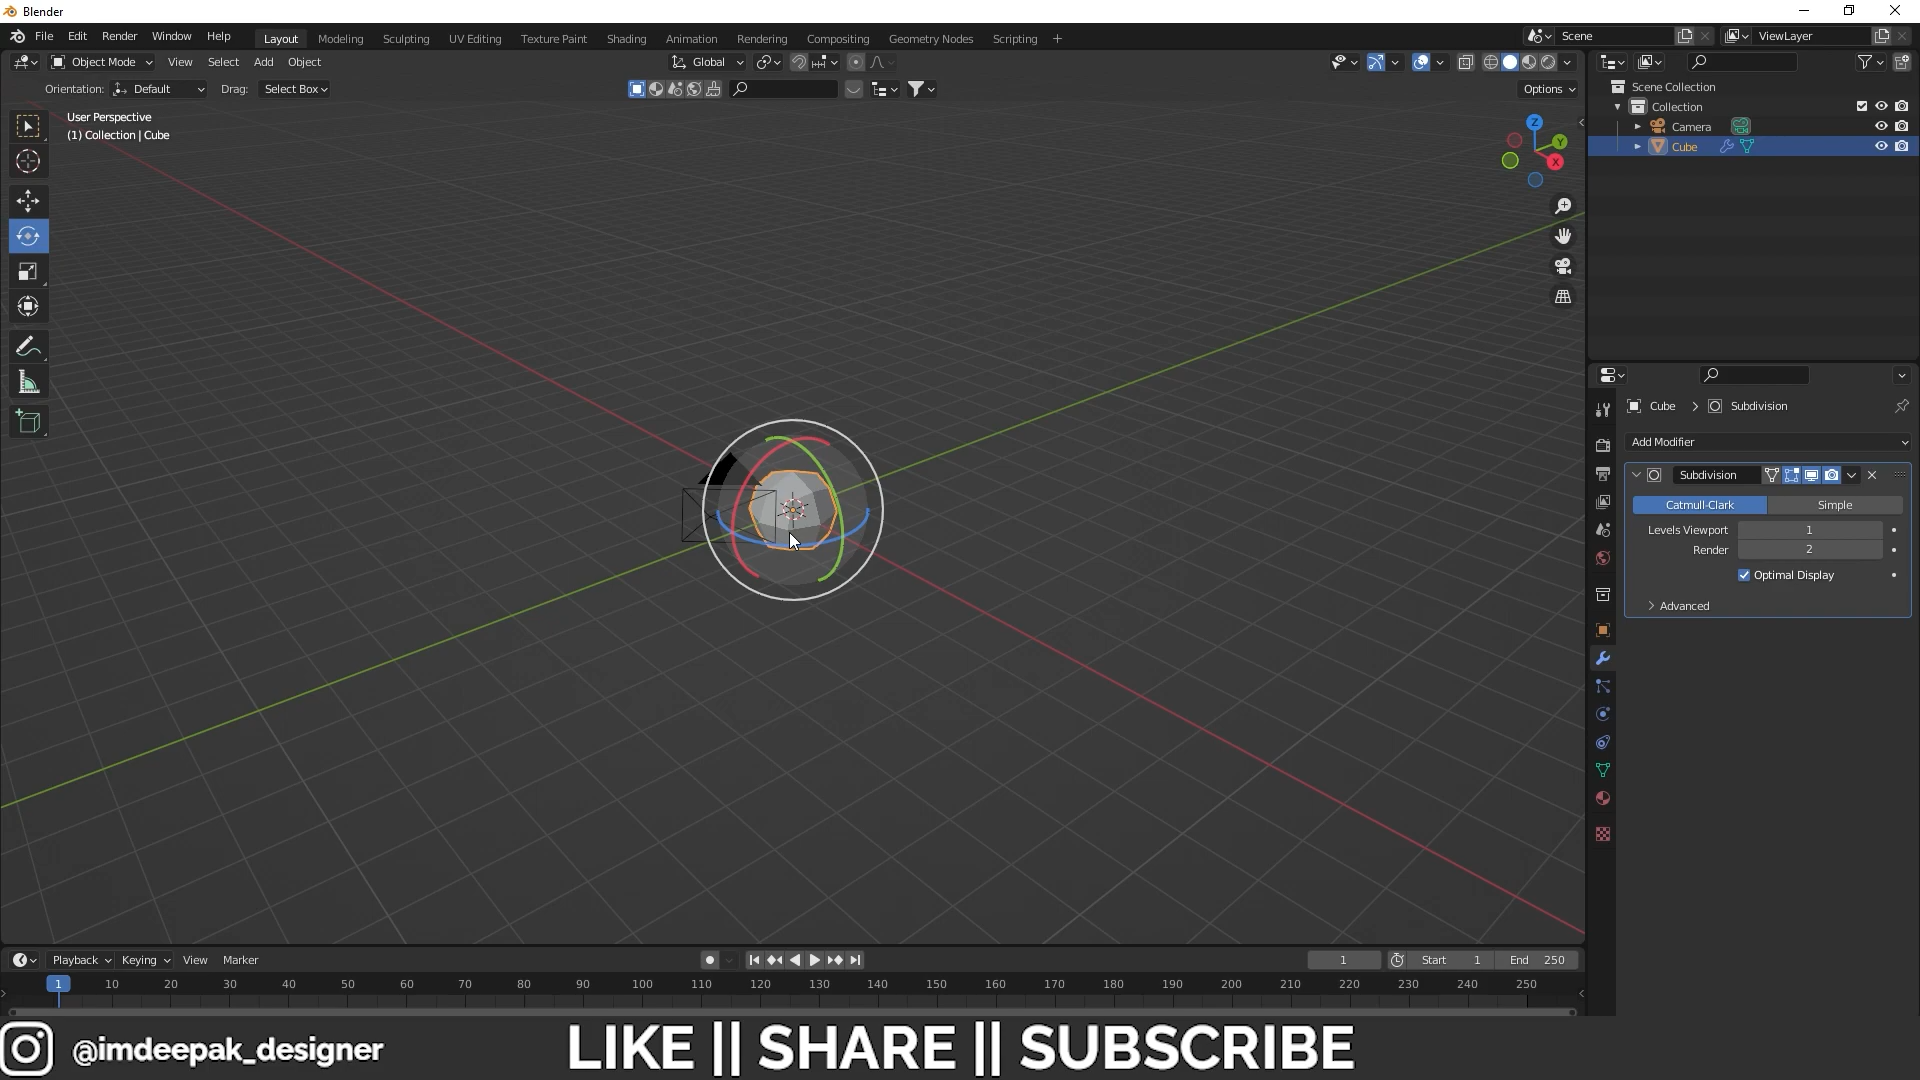 Blender
File Edit Render Window Help Layout Modeling Sculpting UV Editing Texture Paint Shading Animation Rendering Compositing Geometry Nodes Scripting + Scene ViewLayer
Object Mode View Select Add Object Global
Orientation: Default Drag: Select Box Options
User Perspective
(1) Collection | Cube
Z
Y
X
Scene Collection
Collection
Camera
Cube
Cube > Subdivision
Add Modifier
Subdivision
Catmull-Clark Simple
Levels Viewport 1
Render 2
Optimal Display
Advanced
Playback Keying View Marker 1 Start 1 End 250
1 10 20 30 40 50 60 70 80 90 100 110 120 130 140 150 160 170 180 190 200 210 220 230 240 250
@imdeepak_designer LIKE || SHARE || SUBSCRIBE